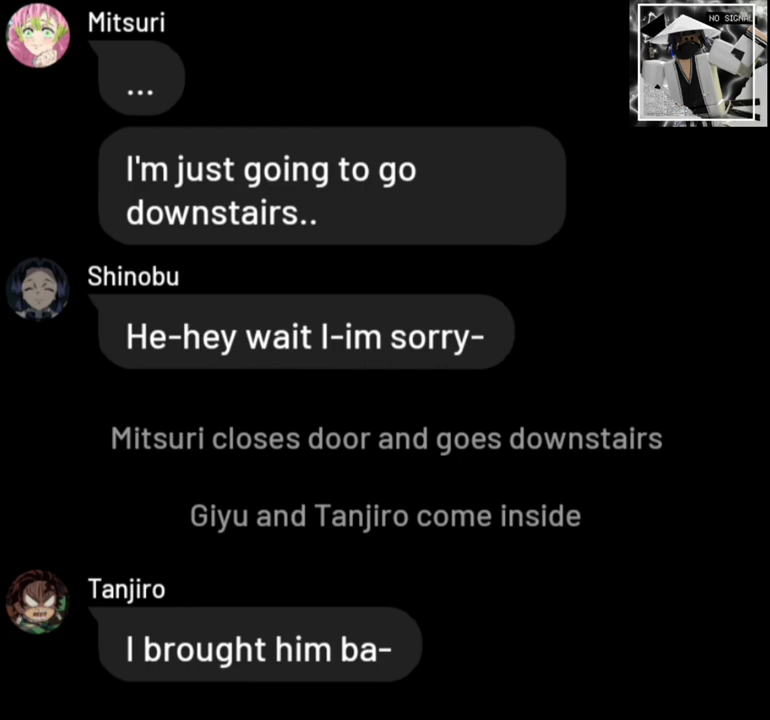 Mitsuri
NO SIGNAL
...
I'm just going to go
downstairs..
Shinobu
He-hey wait I-im sorry-
Mitsuri closes door and goes downstairs
Giyu and Tanjiro come inside
Tanjiro
I brought him ba-